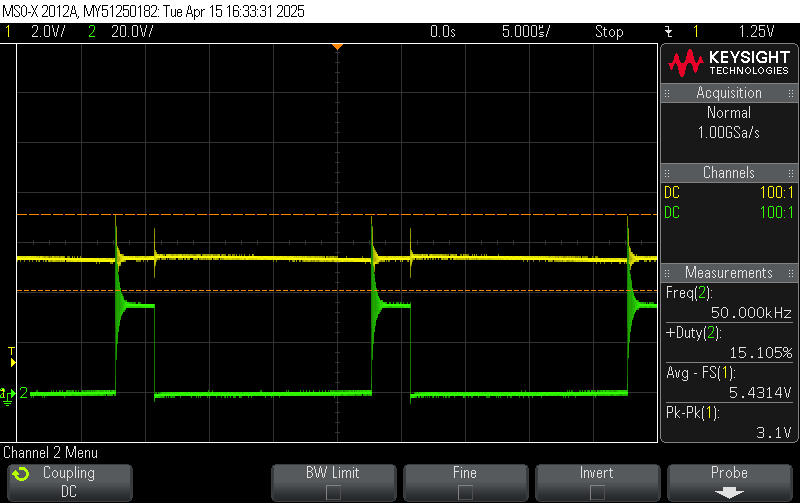 MSO-X 2012A, MY51250182: Tue Apr 15 16:33:31 2025
1 2.0V/ 2 20.0V/ 0.0s 5.000µs/ Stop 1 1.25V
KEYSIGHT
TECHNOLOGIES
Acquisition
Normal
1.00GSa/s
Channels
DC 100:1
DC 100:1
Measurements
Freq(2):
50.000kHz
+Duty(2):
15.105%
Avg - FS(1):
5.4314V
Pk-Pk(1):
3.1V
T
2
Channel 2 Menu
Coupling
DC
BW Limit
Fine
Invert
Probe